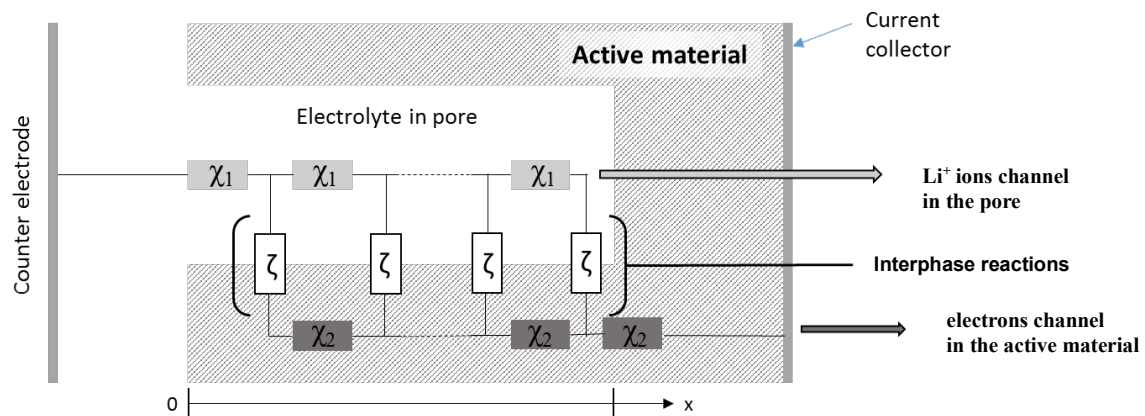 Current
collector
Active material
Electrolyte in pore
Counter electrode
χ1
χ1
χ1
Li+ ions channel
in the pore
ζ
ζ
ζ
ζ
Interphase reactions
χ2
χ2
χ2
electrons channel
in the active material
0
x